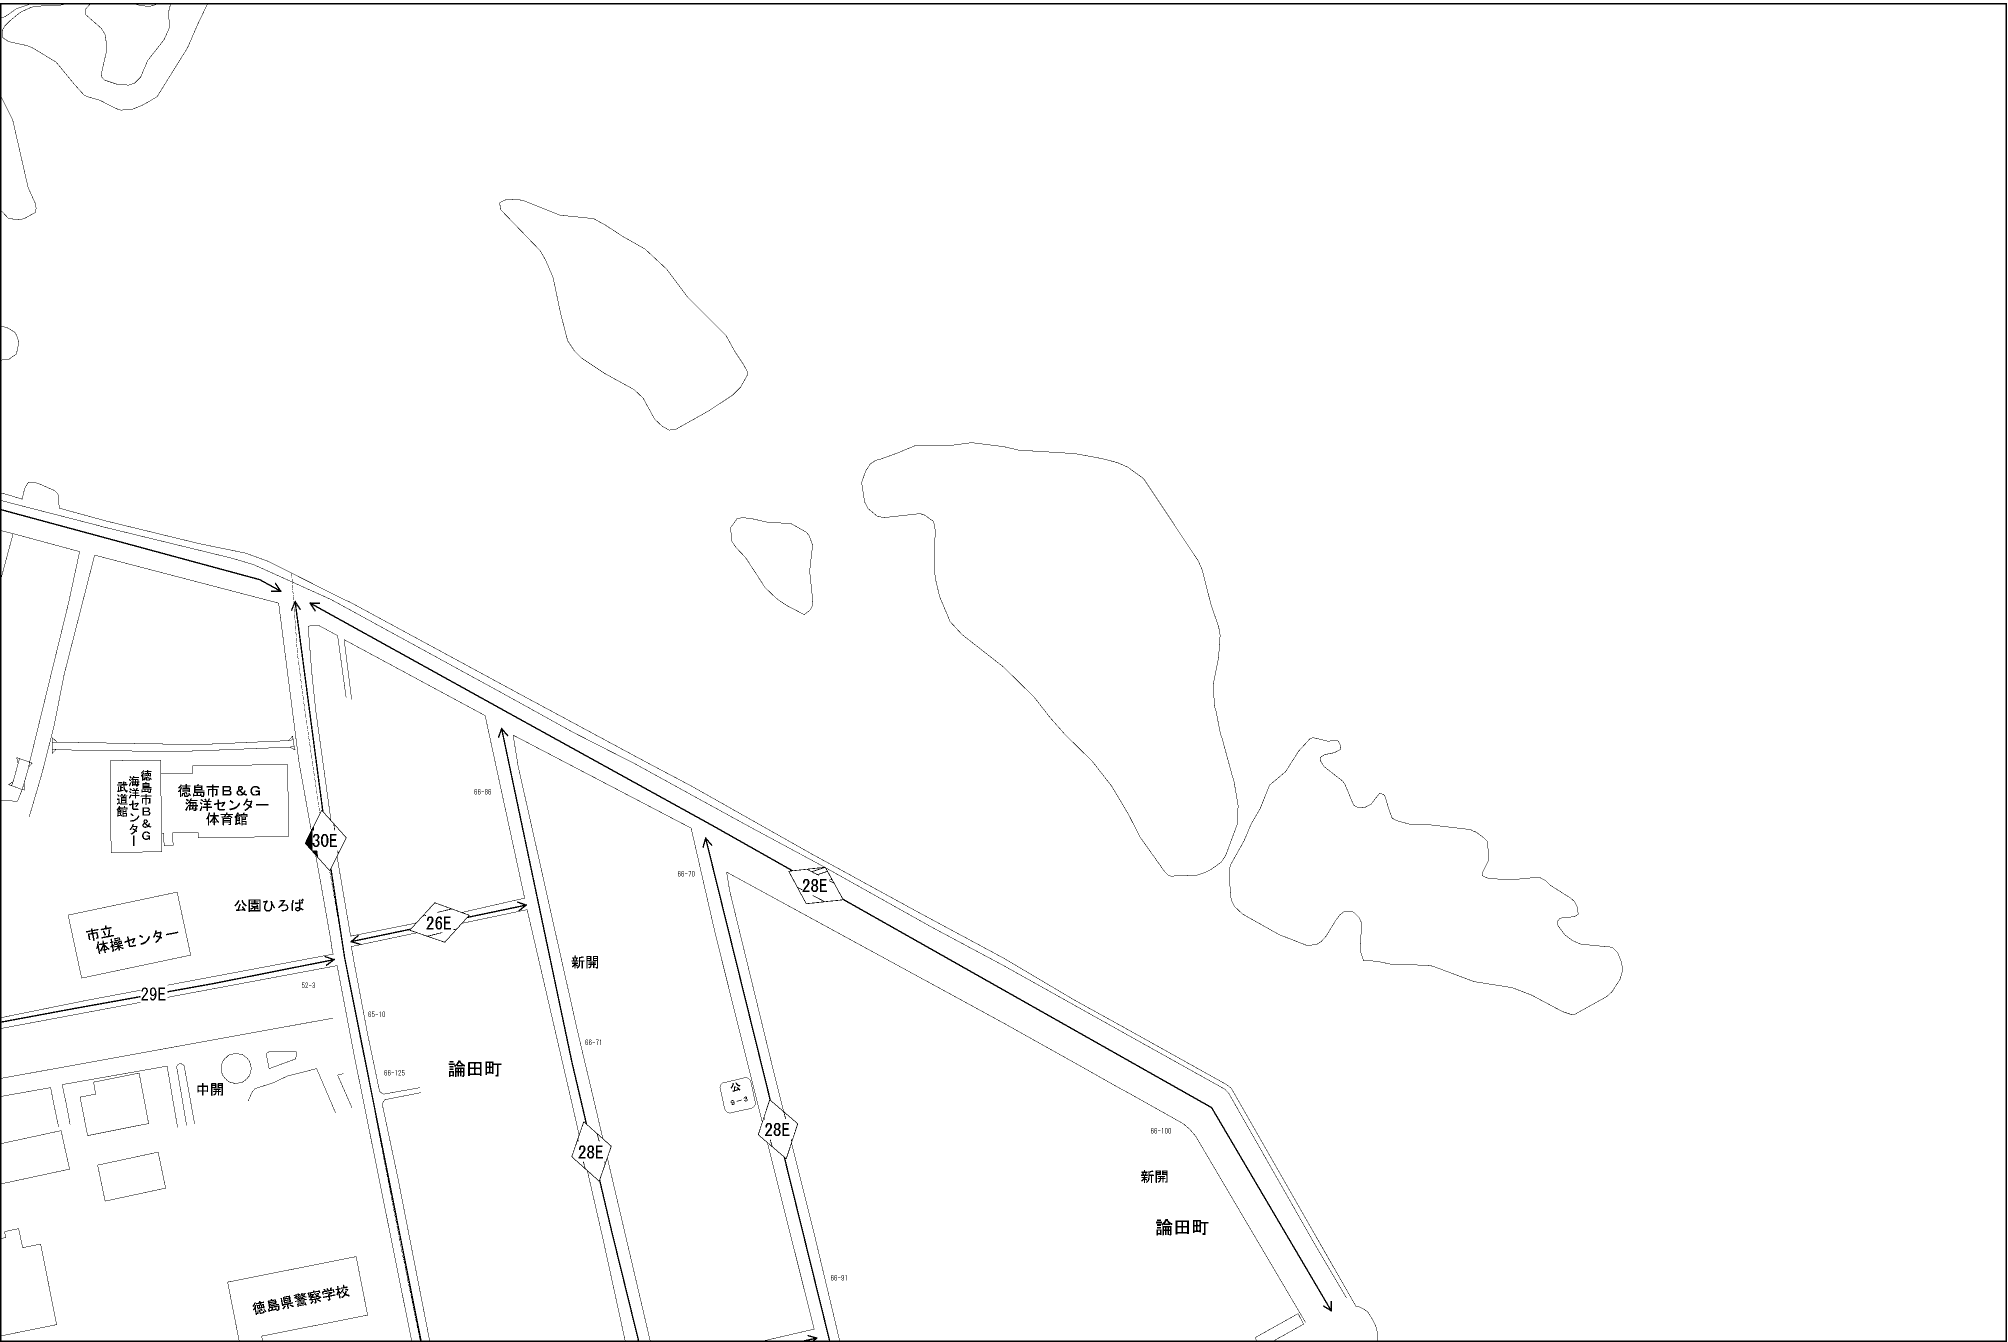 徳島市Ｂ＆Ｇ
海洋センター
武道館
徳島市Ｂ＆Ｇ
海洋センター
体育館
30E
28E
66-86
66-70
公園ひろば
26E
市立
体操センター
新開
29E
52-3
65-10
66-71
論田町
66-125
中開
公
9-3
28E
28E
66-100
新開
論田町
66-91
徳島県警察学校